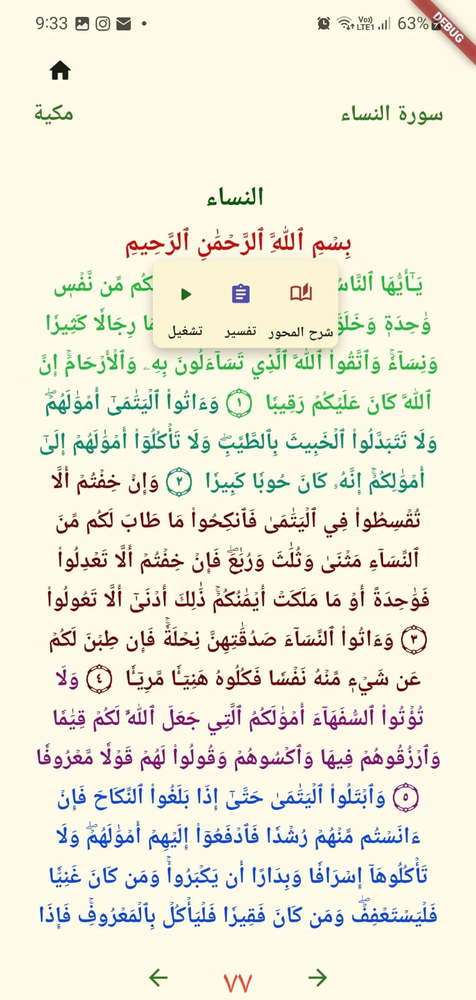 9:33
Vo))
LTE1
63%
DEBUG
سورة النساء
مكية
النساء
بِسۡمِ ٱللَّهِ ٱلرَّحۡمَٰنِ ٱلرَّحِيمِ
يَٰٓأَيُّهَا ٱلنَّاسُ كُم مِّن نَّفۡسٖ
وَٰحِدَةٖ وَخَلَقَ رِجَالٗا كَثِيرٗا
شرح المحور
تفسير
تشغيل
وَنِسَآءٗۚ وَٱتَّقُواْ ٱللَّهَ ٱلَّذِي تَسَآءَلُونَ بِهِۦ وَٱلۡأَرۡحَامَۚ إِنَّ
ٱللَّهَ كَانَ عَلَيۡكُمۡ رَقِيبٗا ١ وَءَاتُواْ ٱلۡيَتَٰمَىٰٓ أَمۡوَٰلَهُمۡۖ
وَلَا تَتَبَدَّلُواْ ٱلۡخَبِيثَ بِٱلطَّيِّبِۖ وَلَا تَأۡكُلُوٓاْ أَمۡوَٰلَهُمۡ إِلَىٰٓ
أَمۡوَٰلِكُمۡۚ إِنَّهُۥ كَانَ حُوبٗا كَبِيرٗا ٢ وَإِنۡ خِفۡتُمۡ أَلَّا
تُقۡسِطُواْ فِي ٱلۡيَتَٰمَىٰ فَٱنكِحُواْ مَا طَابَ لَكُم مِّنَ
ٱلنِّسَآءِ مَثۡنَىٰ وَثُلَٰثَ وَرُبَٰعَۖ فَإِنۡ خِفۡتُمۡ أَلَّا تَعۡدِلُواْ
فَوَٰحِدَةً أَوۡ مَا مَلَكَتۡ أَيۡمَٰنُكُمۡۚ ذَٰلِكَ أَدۡنَىٰٓ أَلَّا تَعُولُواْ
٣ وَءَاتُواْ ٱلنِّسَآءَ صَدُقَٰتِهِنَّ نِحۡلَةٗۚ فَإِن طِبۡنَ لَكُمۡ
عَن شَيۡءٖ مِّنۡهُ نَفۡسٗا فَكُلُوهُ هَنِيٓـٔٗا مَّرِيٓـٔٗا ٤ وَلَا
تُؤۡتُواْ ٱلسُّفَهَآءَ أَمۡوَٰلَكُمُ ٱلَّتِي جَعَلَ ٱللَّهُ لَكُمۡ قِيَٰمٗا
وَٱرۡزُقُوهُمۡ فِيهَا وَٱكۡسُوهُمۡ وَقُولُواْ لَهُمۡ قَوۡلٗا مَّعۡرُوفٗا
٥ وَٱبۡتَلُواْ ٱلۡيَتَٰمَىٰ حَتَّىٰٓ إِذَا بَلَغُواْ ٱلنِّكَاحَ فَإِنۡ
ءَانَسۡتُم مِّنۡهُمۡ رُشۡدٗا فَٱدۡفَعُوٓاْ إِلَيۡهِمۡ أَمۡوَٰلَهُمۡۖ وَلَا
تَأۡكُلُوهَآ إِسۡرَافٗا وَبِدَارًا أَن يَكۡبَرُواْۚ وَمَن كَانَ غَنِيّٗا
فَلۡيَسۡتَعۡفِفۡۖ وَمَن كَانَ فَقِيرٗا فَلۡيَأۡكُلۡ بِٱلۡمَعۡرُوفِۚ فَإِذَا
٧٧